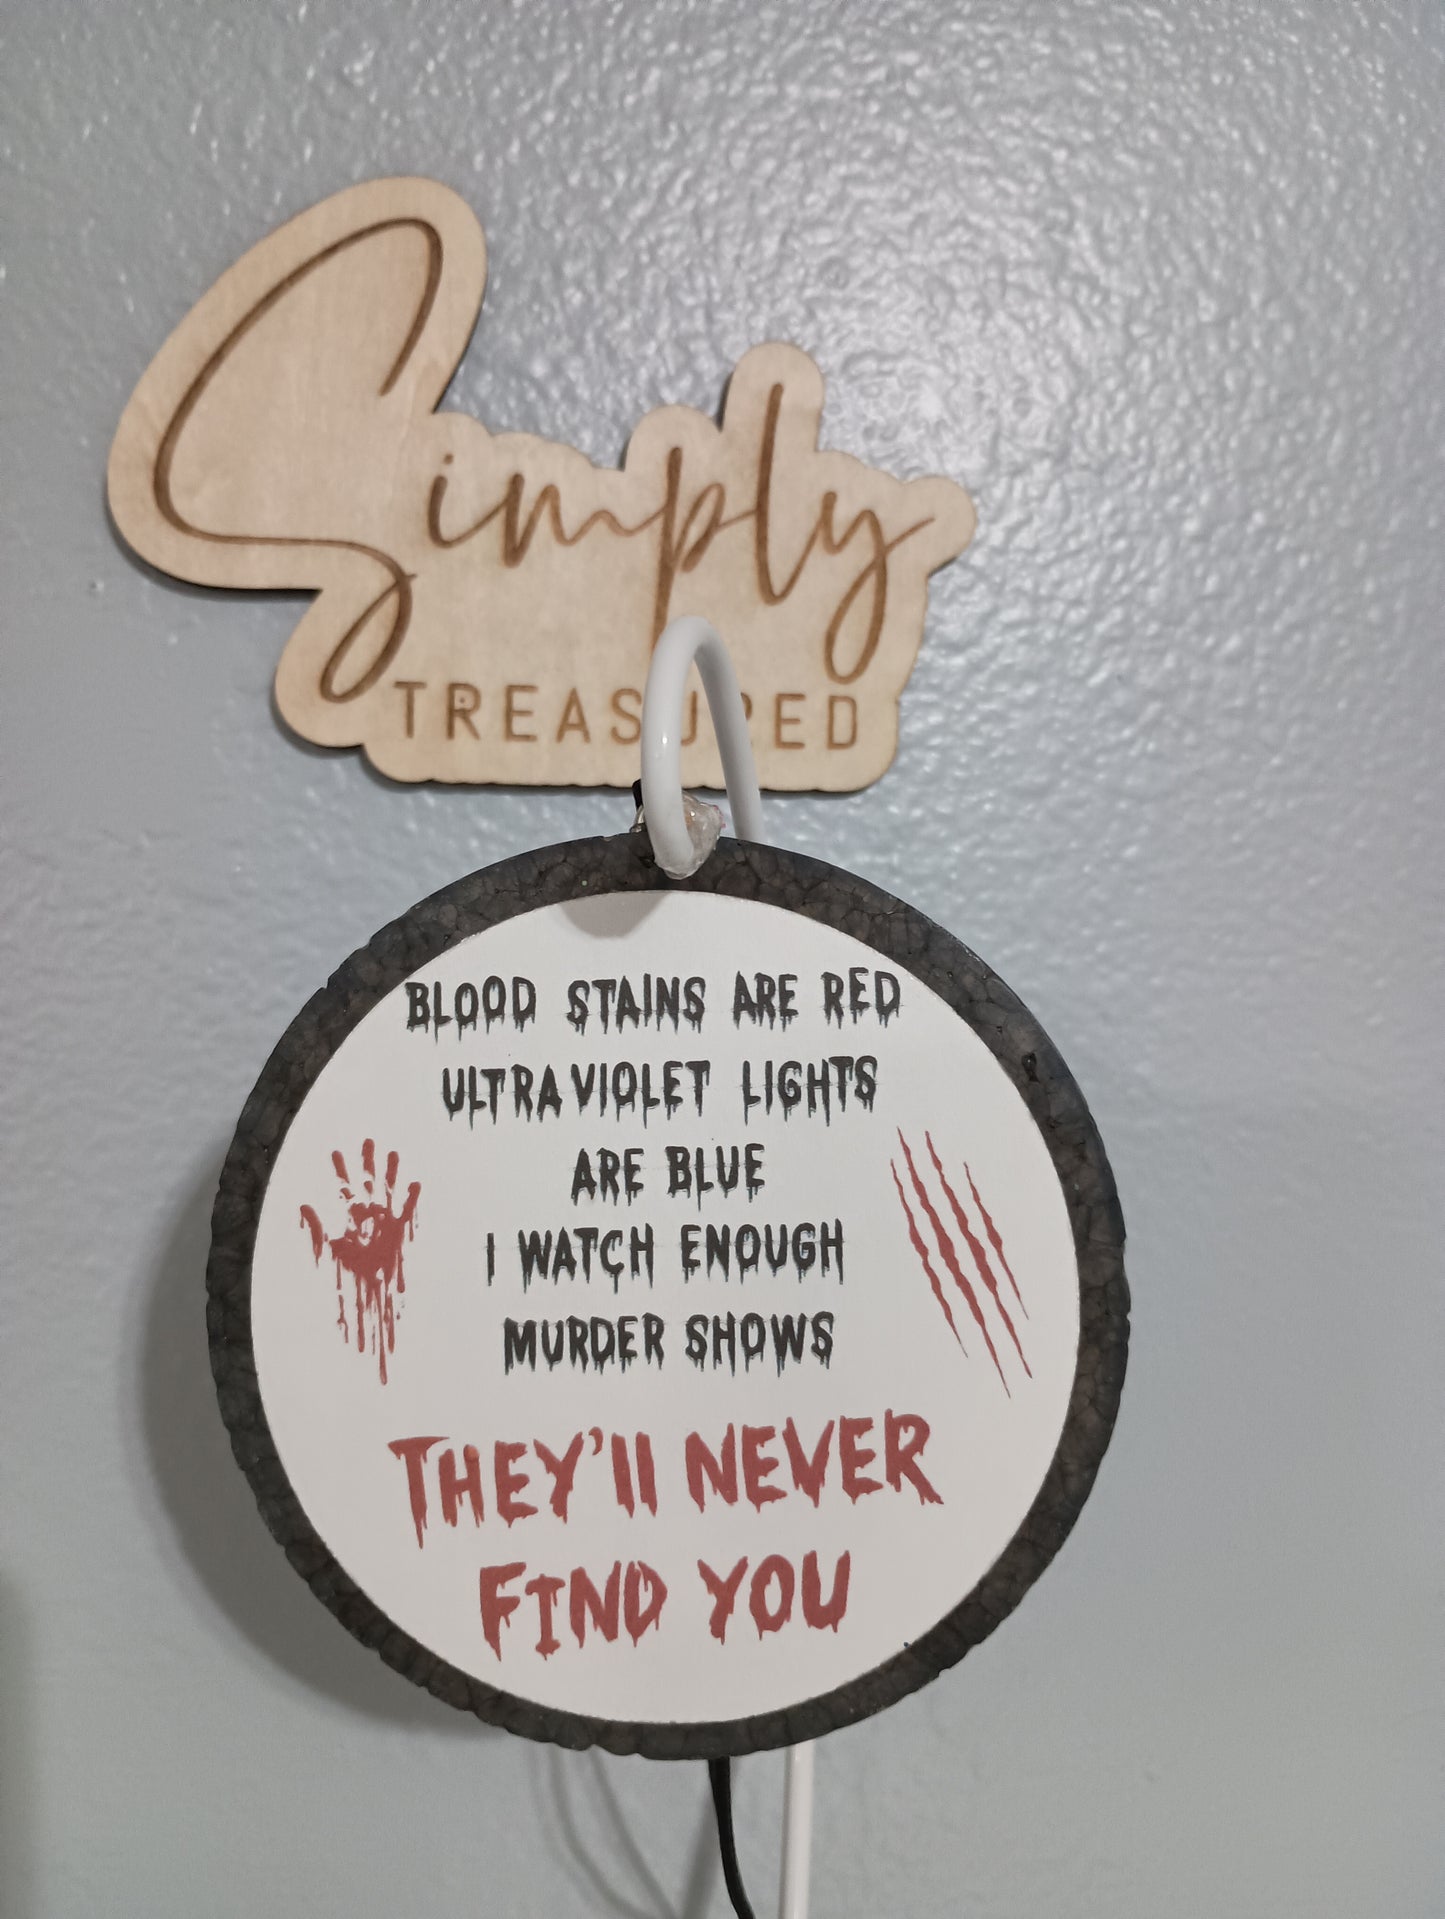 Simply
TREASURED
BLOOD STAINS ARE RED
ULTRAVIOLET LIGHTS
ARE BLUE
I WATCH ENOUGH
MURDER SHOWS
THEY'll NEVER
FIND YOU